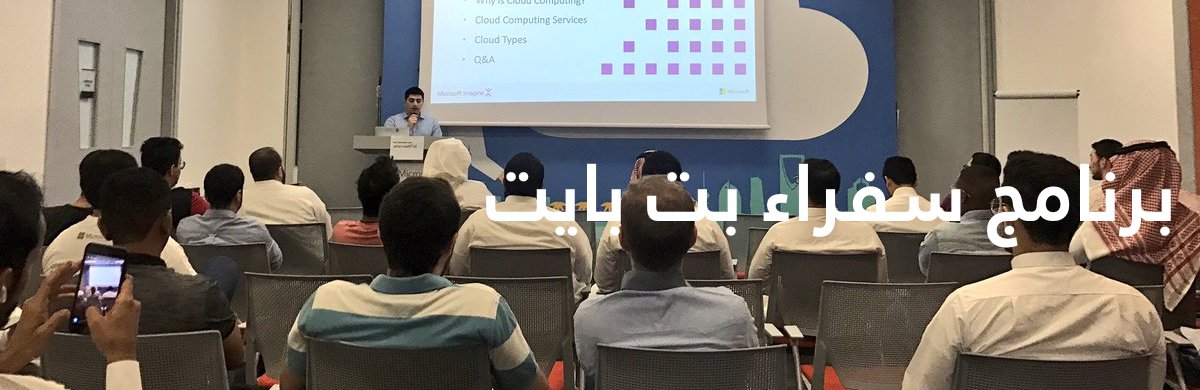 Why is Cloud Computing?
• Cloud Computing Services
• Cloud Types
• Q&A
Microsoft Imagine
Microsoft
برنامج سفراء بت بايت